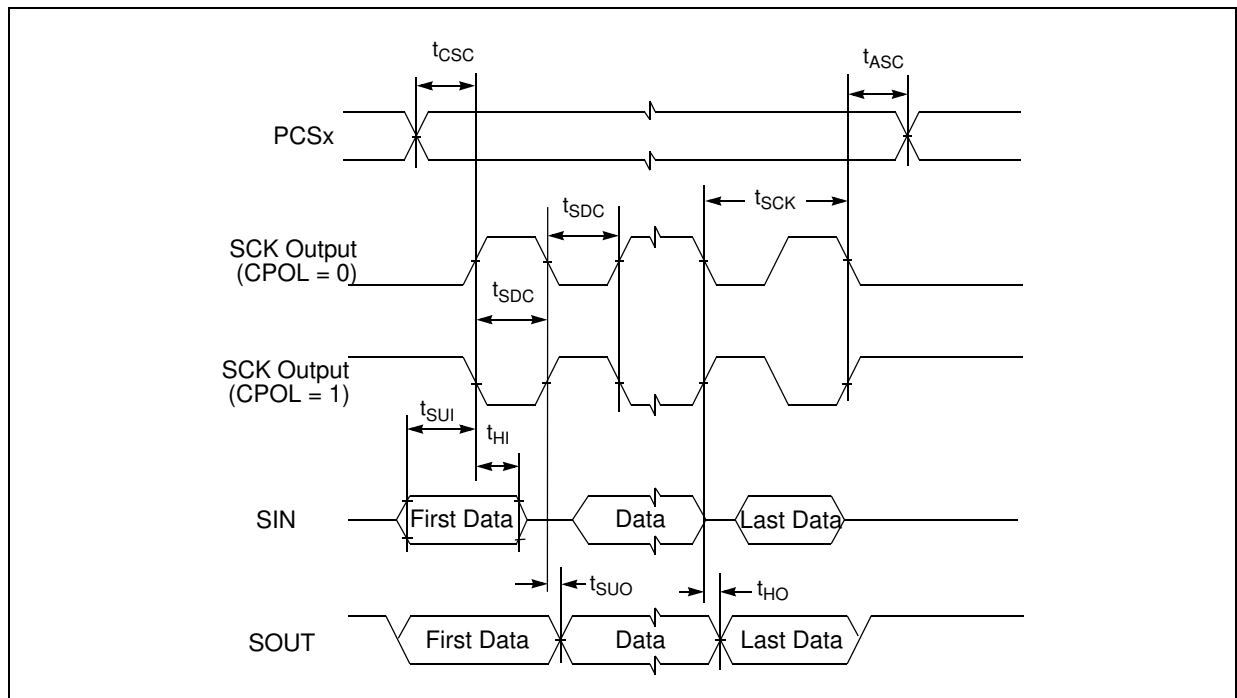 tCSC
tASC
PCSx
tSCK
tSDC
SCK Output
(CPOL = 0)
tSDC
SCK Output
(CPOL = 1)
tSUI
tHI
SIN
First Data
Data
Last Data
tSUO
tHO
SOUT
First Data
Data
Last Data